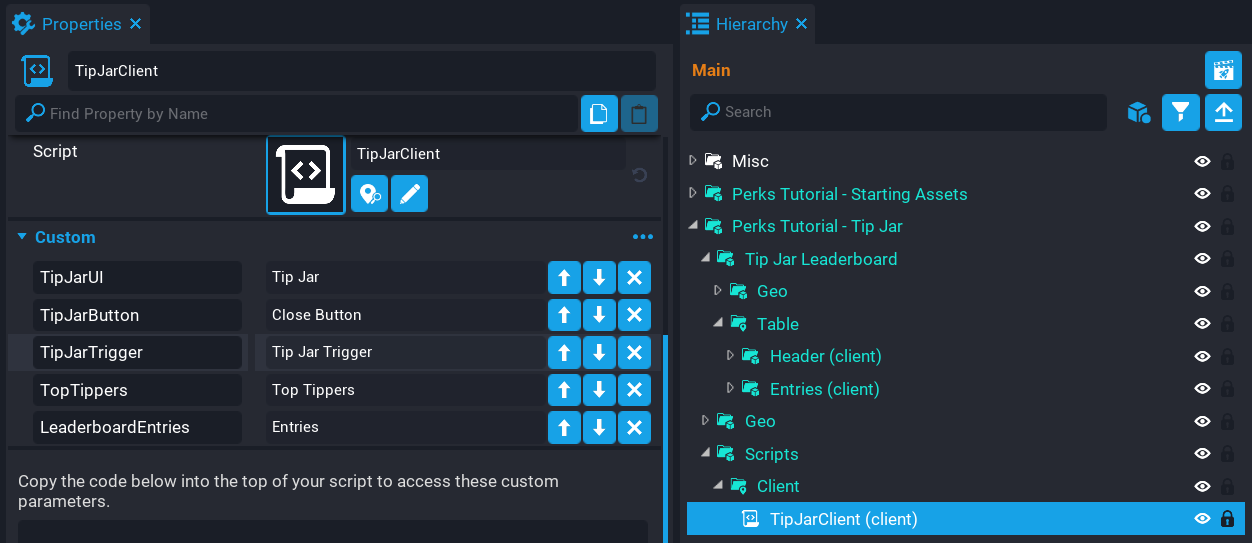 Properties
TipJarClient
Find Property by Name
Script
TipJarClient
Custom
TipJarUI
Tip Jar
TipJarButton
Close Button
TipJarTrigger
Tip Jar Trigger
TopTippers
Top Tippers
LeaderboardEntries
Entries
Copy the code below into the top of your script to access these custom
parameters.
Hierarchy
Main
Search
Misc
Perks Tutorial - Starting Assets
Perks Tutorial - Tip Jar
Tip Jar Leaderboard
Geo
Table
Header (client)
Entries (client)
Geo
Scripts
Client
TipJarClient (client)